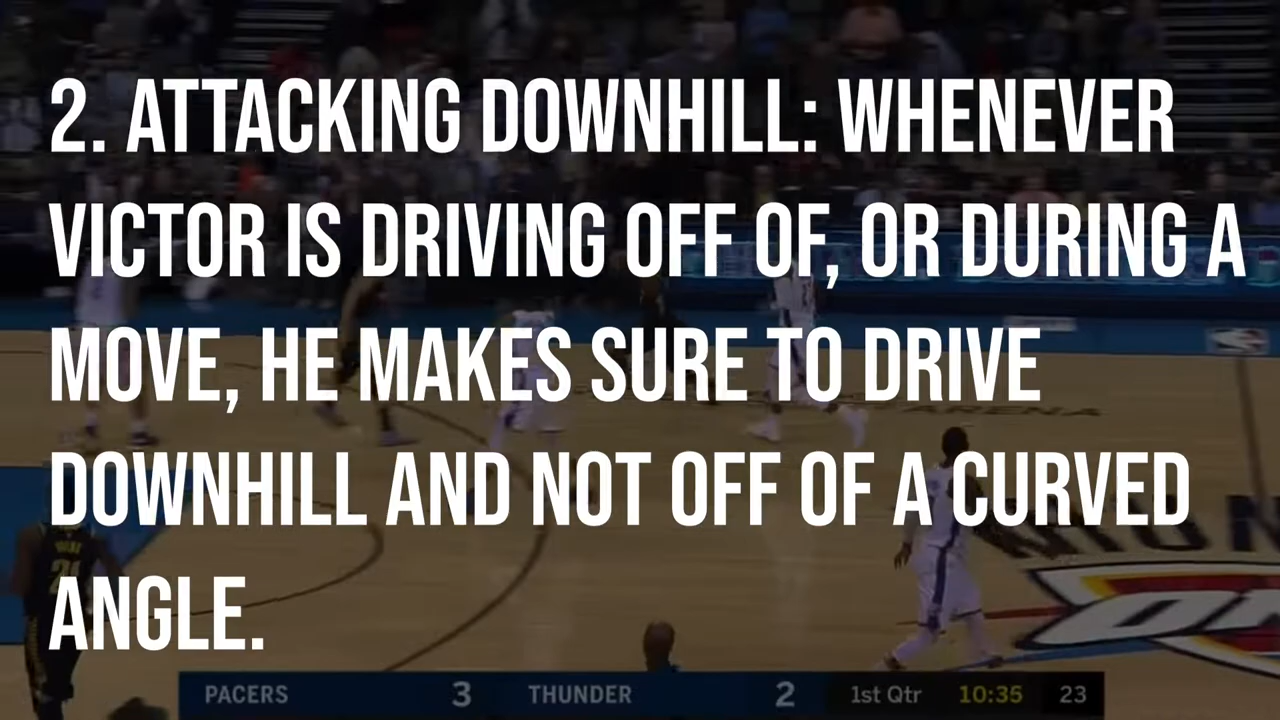 2. ATTACKING DOWNHILL: WHENEVER
VICTOR IS DRIVING OFF OF, OR DURING A
MOVE, HE MAKES SURE TO DRIVE
DOWNHILL AND NOT OFF OF A CURVED
ANGLE.
ARENA
PACERS 3 THUNDER 2 1st Qtr 10:35 23